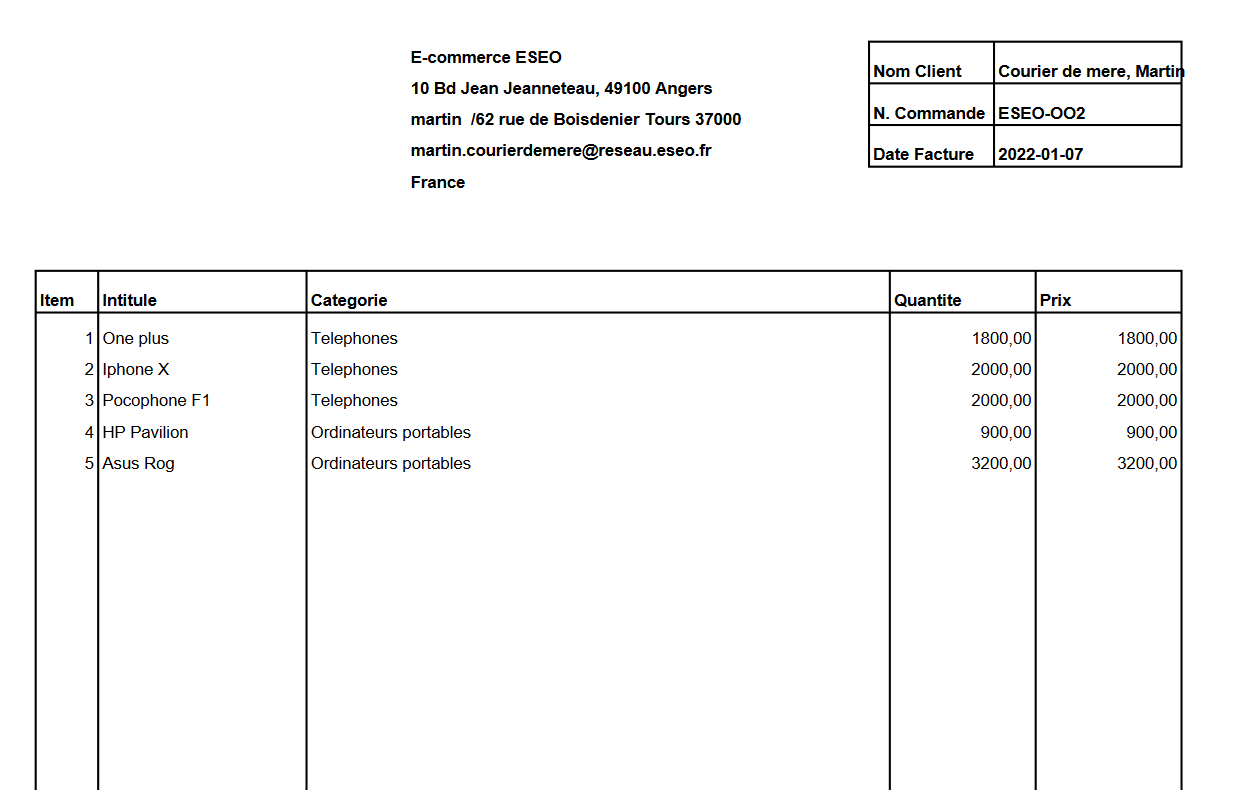 E-commerce ESEO
10 Bd Jean Jeanneteau, 49100 Angers
martin  /62 rue de Boisdenier Tours 37000
martin.courierdemere@reseau.eseo.fr
France
Nom Client Courier de mere, Martin
N. Commande ESEO-OO2
Date Facture 2022-01-07
Item Intitule Categorie Quantite Prix
1 One plus Telephones 1800,00 1800,00
2 Iphone X Telephones 2000,00 2000,00
3 Pocophone F1 Telephones 2000,00 2000,00
4 HP Pavilion Ordinateurs portables 900,00 900,00
5 Asus Rog Ordinateurs portables 3200,00 3200,00